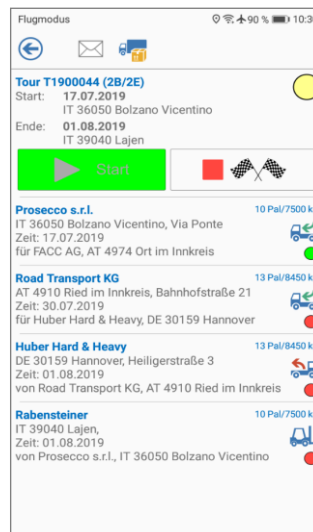 Flugmodus 90 % 10:30
Tour T1900044 (2B/2E)
Start: 17.07.2019
IT 36050 Bolzano Vicentino
Ende: 01.08.2019
IT 39040 Lajen
Start
Prosecco s.r.l. 10 Pal/7500 k
IT 36050 Bolzano Vicentino, Via Ponte
Zeit: 17.07.2019
für FACC AG, AT 4974 Ort im Innkreis
Road Transport KG 13 Pal/8450 k
AT 4910 Ried im Innkreis, Bahnhofstraße 21
Zeit: 30.07.2019
für Huber Hard & Heavy, DE 30159 Hannover
Huber Hard & Heavy 13 Pal/8450 k
DE 30159 Hannover, Heiligerstraße 3
Zeit: 01.08.2019
von Road Transport KG, AT 4910 Ried im Innkreis
Rabensteiner 10 Pal/7500 k
IT 39040 Lajen,
Zeit: 01.08.2019
von Prosecco s.r.l., IT 36050 Bolzano Vicentino